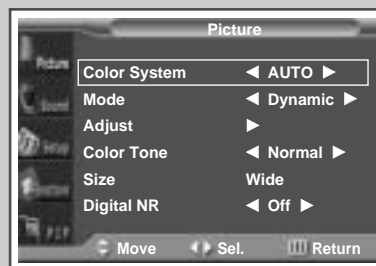 Picture
Picture
Color System ◀ AUTO ▶
Sound
Mode ◀ Dynamic ▶
Adjust ▶
Setup
Color Tone ◀ Normal ▶
Size Wide
Digital NR ◀ Off ▶
PIP
Move Sel. Return